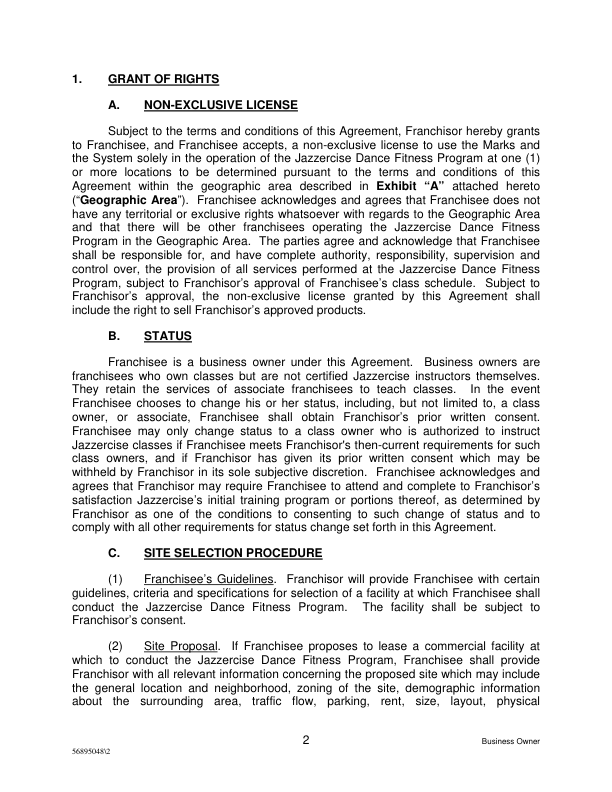 1. GRANT OF RIGHTS
A. NON-EXCLUSIVE LICENSE
Subject to the terms and conditions of this Agreement, Franchisor hereby grants
to Franchisee, and Franchisee accepts, a non-exclusive license to use the Marks and
the System solely in the operation of the Jazzercise Dance Fitness Program at one (1)
or more locations to be determined pursuant to the terms and conditions of this
Agreement within the geographic area described in Exhibit “A” attached hereto
(“Geographic Area”). Franchisee acknowledges and agrees that Franchisee does not
have any territorial or exclusive rights whatsoever with regards to the Geographic Area
and that there will be other franchisees operating the Jazzercise Dance Fitness
Program in the Geographic Area. The parties agree and acknowledge that Franchisee
shall be responsible for, and have complete authority, responsibility, supervision and
control over, the provision of all services performed at the Jazzercise Dance Fitness
Program, subject to Franchisor’s approval of Franchisee’s class schedule. Subject to
Franchisor’s approval, the non-exclusive license granted by this Agreement shall
include the right to sell Franchisor’s approved products.
B. STATUS
Franchisee is a business owner under this Agreement. Business owners are
franchisees who own classes but are not certified Jazzercise instructors themselves.
They retain the services of associate franchisees to teach classes. In the event
Franchisee chooses to change his or her status, including, but not limited to, a class
owner, or associate, Franchisee shall obtain Franchisor’s prior written consent.
Franchisee may only change status to a class owner who is authorized to instruct
Jazzercise classes if Franchisee meets Franchisor's then-current requirements for such
class owners, and if Franchisor has given its prior written consent which may be
withheld by Franchisor in its sole subjective discretion. Franchisee acknowledges and
agrees that Franchisor may require Franchisee to attend and complete to Franchisor’s
satisfaction Jazzercise’s initial training program or portions thereof, as determined by
Franchisor as one of the conditions to consenting to such change of status and to
comply with all other requirements for status change set forth in this Agreement.
C. SITE SELECTION PROCEDURE
(1) Franchisee’s Guidelines. Franchisor will provide Franchisee with certain
guidelines, criteria and specifications for selection of a facility at which Franchisee shall
conduct the Jazzercise Dance Fitness Program. The facility shall be subject to
Franchisor’s consent.
(2) Site Proposal. If Franchisee proposes to lease a commercial facility at
which to conduct the Jazzercise Dance Fitness Program, Franchisee shall provide
Franchisor with all relevant information concerning the proposed site which may include
the general location and neighborhood, zoning of the site, demographic information
about the surrounding area, traffic flow, parking, rent, size, layout, physical
2
Business Owner
56895048\2